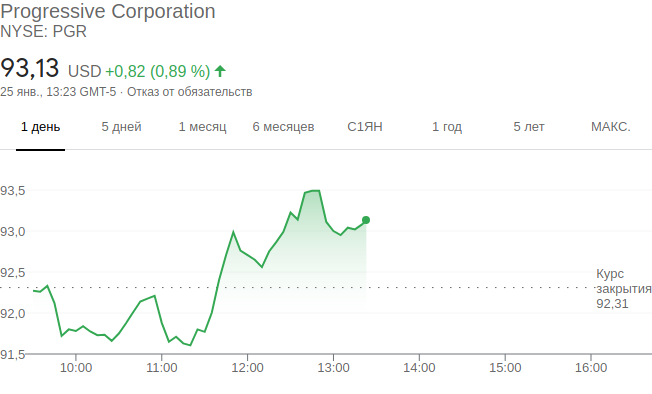 Progressive Corporation
NYSE: PGR
93,13 USD +0,82 (0,89 %)
25 янв., 13:23 GMT-5 · Отказ от обязательств
1 день 5 дней 1 месяц 6 месяцев С1ЯН 1 год 5 лет МАКС.
93,5
93,0
92,5
Курс
закрытия
92,31
92,0
91,5
10:00 11:00 12:00 13:00 14:00 15:00 16:00